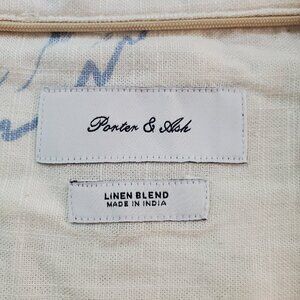 Porter & Ash
LINEN BLEND
MADE IN INDIA